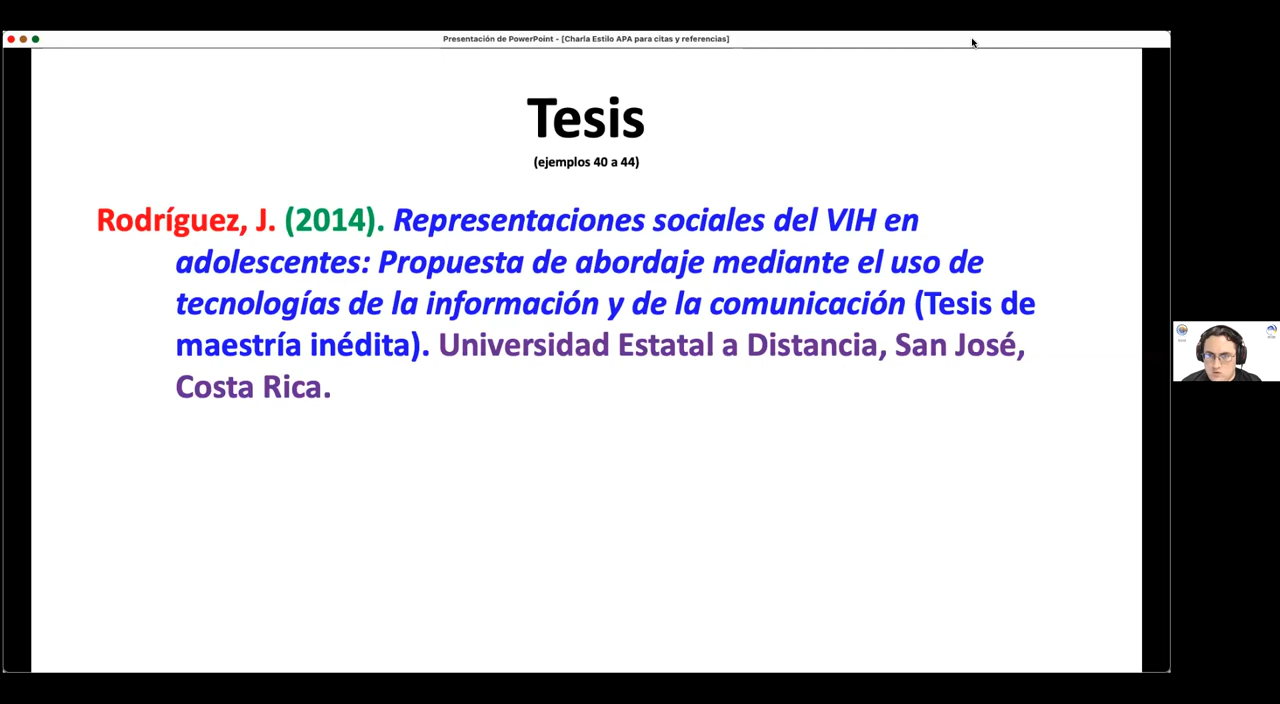 Presentación de PowerPoint - [Charla Estilo APA para citas y referencias]
Tesis
(ejemplos 40 a 44)
Rodríguez, J. (2014). Representaciones sociales del VIH en
adolescentes: Propuesta de abordaje mediante el uso de
tecnologías de la información y de la comunicación (Tesis de
maestría inédita). Universidad Estatal a Distancia, San José,
Costa Rica.